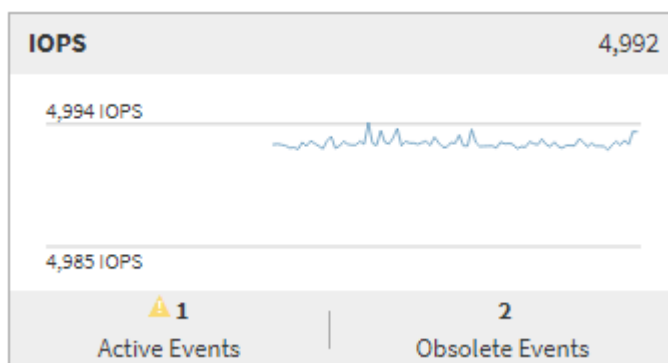 IOPS 4,992
4,994 IOPS
4,985 IOPS
1 2
Active Events Obsolete Events